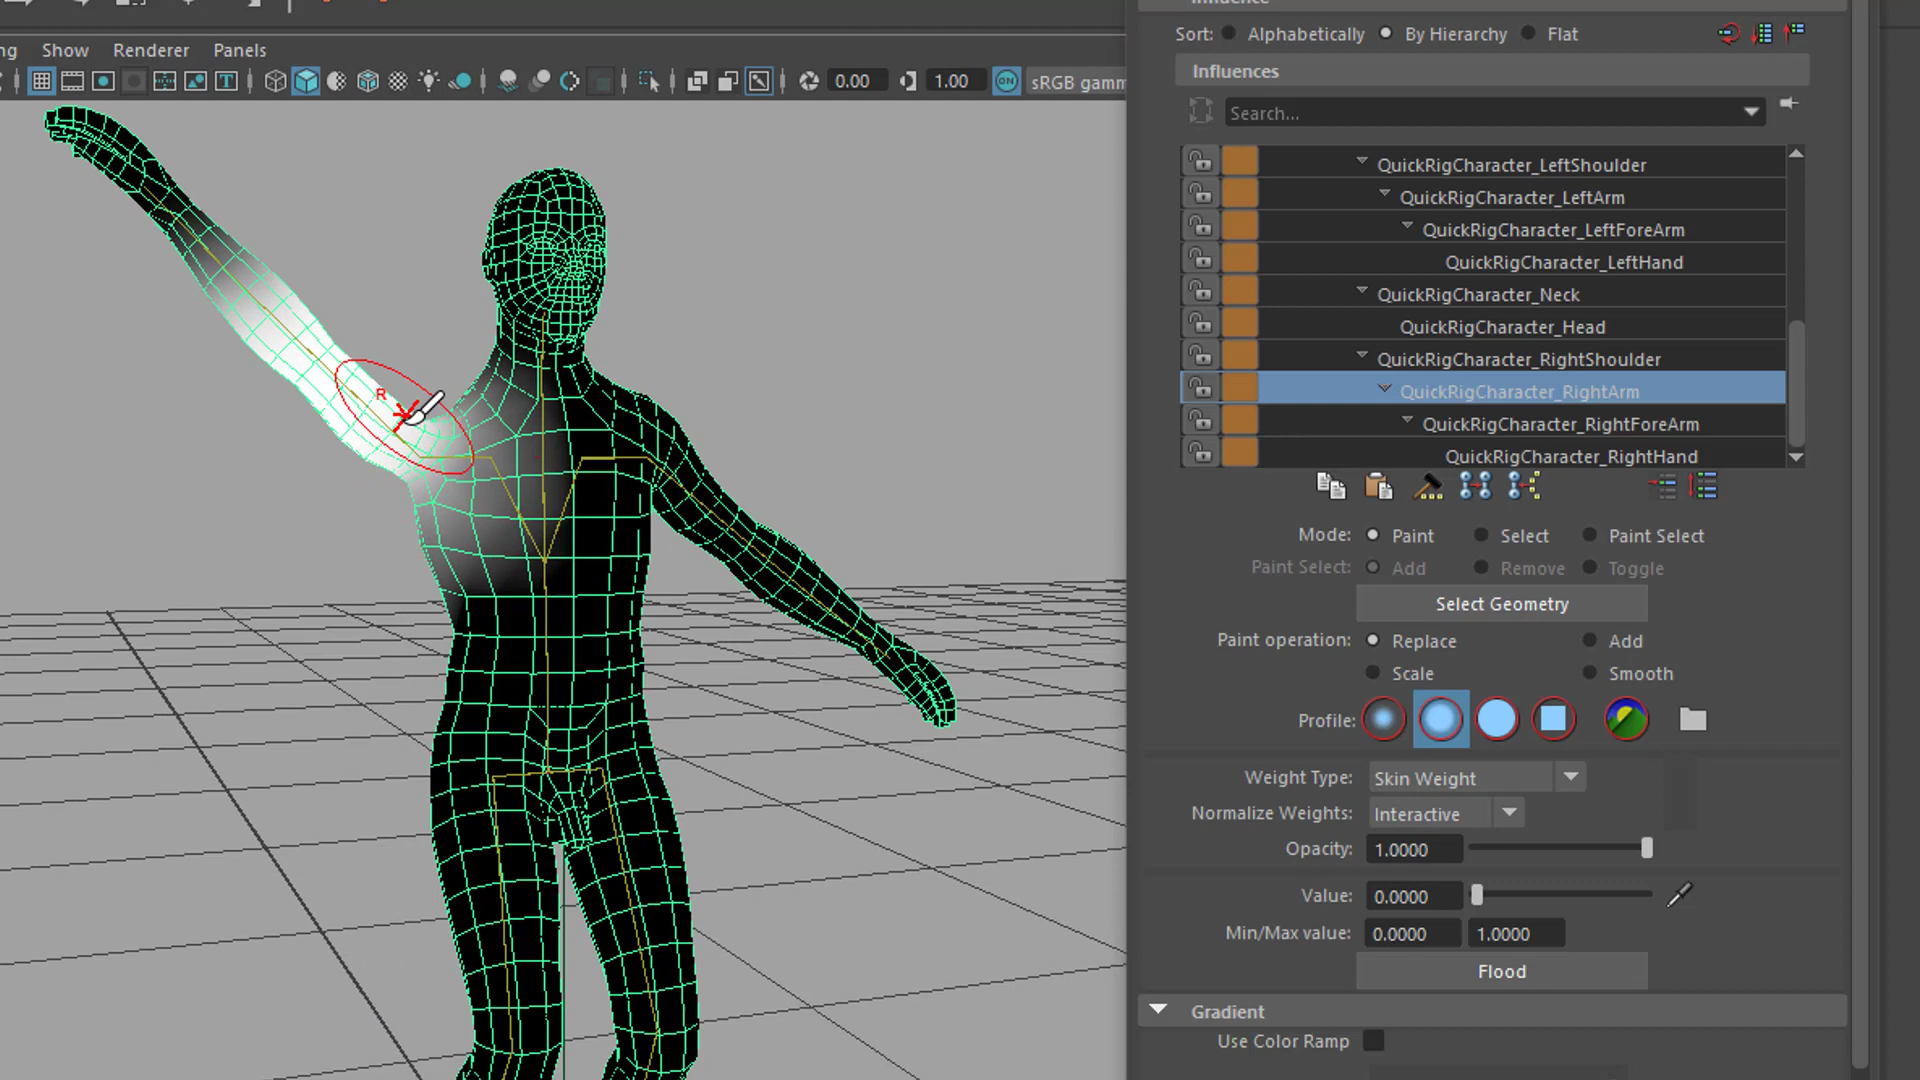 ng Show Renderer Panels
0.00 1.00 ON sRGB gamm
R
Influence
Sort: Alphabetically By Hierarchy Flat
Influences
Search...
QuickRigCharacter_LeftShoulder
QuickRigCharacter_LeftArm
QuickRigCharacter_LeftForeArm
QuickRigCharacter_LeftHand
QuickRigCharacter_Neck
QuickRigCharacter_Head
QuickRigCharacter_RightShoulder
QuickRigCharacter_RightArm
QuickRigCharacter_RightForeArm
QuickRigCharacter_RightHand
Mode: Paint Select Paint Select
Paint Select: Add Remove Toggle
Select Geometry
Paint operation: Replace Add
Scale Smooth
Profile:
Weight Type: Skin Weight
Normalize Weights: Interactive
Opacity: 1.0000
Value: 0.0000
Min/Max value: 0.0000 1.0000
Flood
Gradient
Use Color Ramp